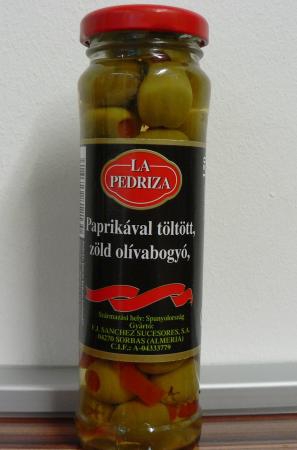 LA
PEDRIZA
Paprikával töltött,
zöld olívabogyó,
Származási hely: Spanyolország
Gyártó:
F.J. SANCHEZ SUCESORES, S.A.
04270 SORBAS (ALMERIA)
C.I.F.: A-04333779